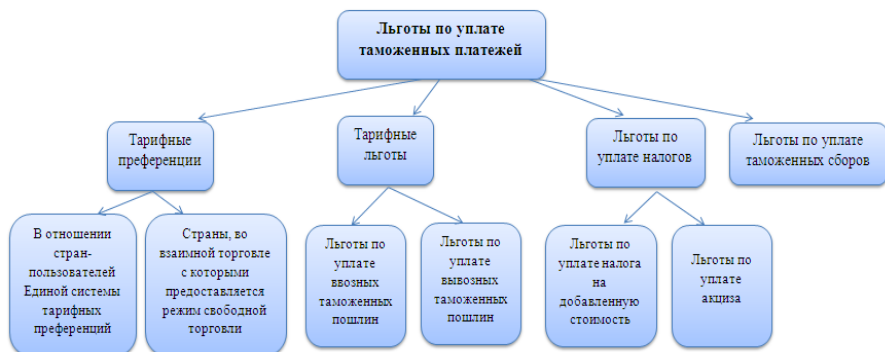 Льготы по уплате
таможенных платежей
Тарифные
преференции
Тарифные
льготы
Льготы по
уплате налогов
Льготы по уплате
таможенных сборов
В отношении
стран-
пользователей
Единой системы
тарифных
преференций
Страны, во
взаимной торговле
с которыми
предоставляется
режим свободной
торговли
Льготы по
уплате
ввозных
таможенных
пошлин
Льготы по
уплате
вывозных
таможенных
пошлин
Льготы по
уплате налога
на
добавленную
стоимость
Льготы по
уплате
акциза